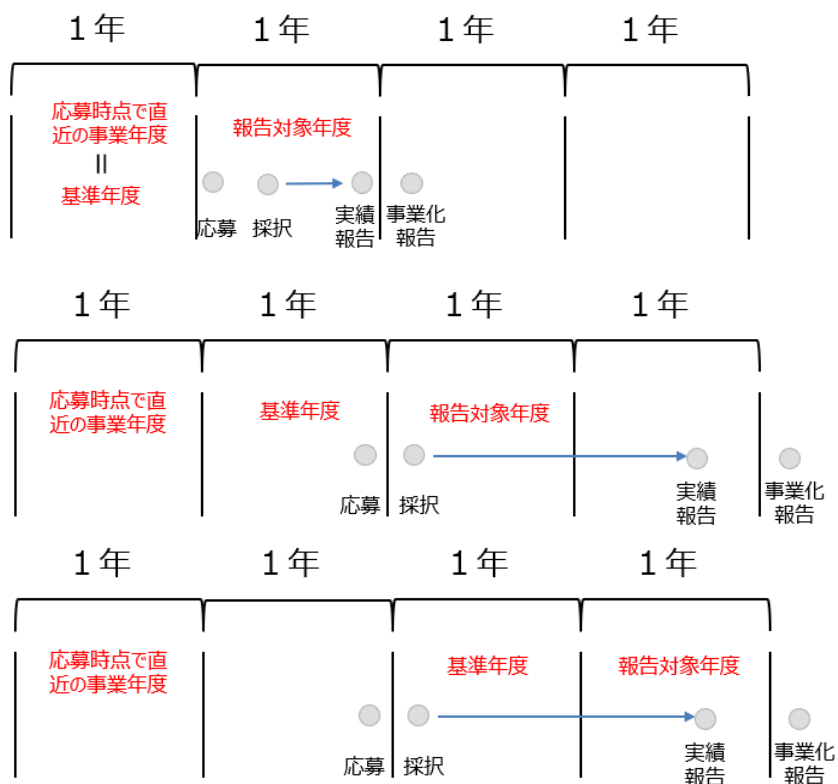 １年 １年 １年 １年
応募時点で直
近の事業年度
||
基準年度
報告対象年度
応募 採択 実績
報告 事業化
報告
１年 １年 １年 １年
応募時点で直
近の事業年度
基準年度
報告対象年度
応募 採択 実績
報告 事業化
報告
１年 １年 １年 １年
応募時点で直
近の事業年度
基準年度
報告対象年度
応募 採択 実績
報告 事業化
報告